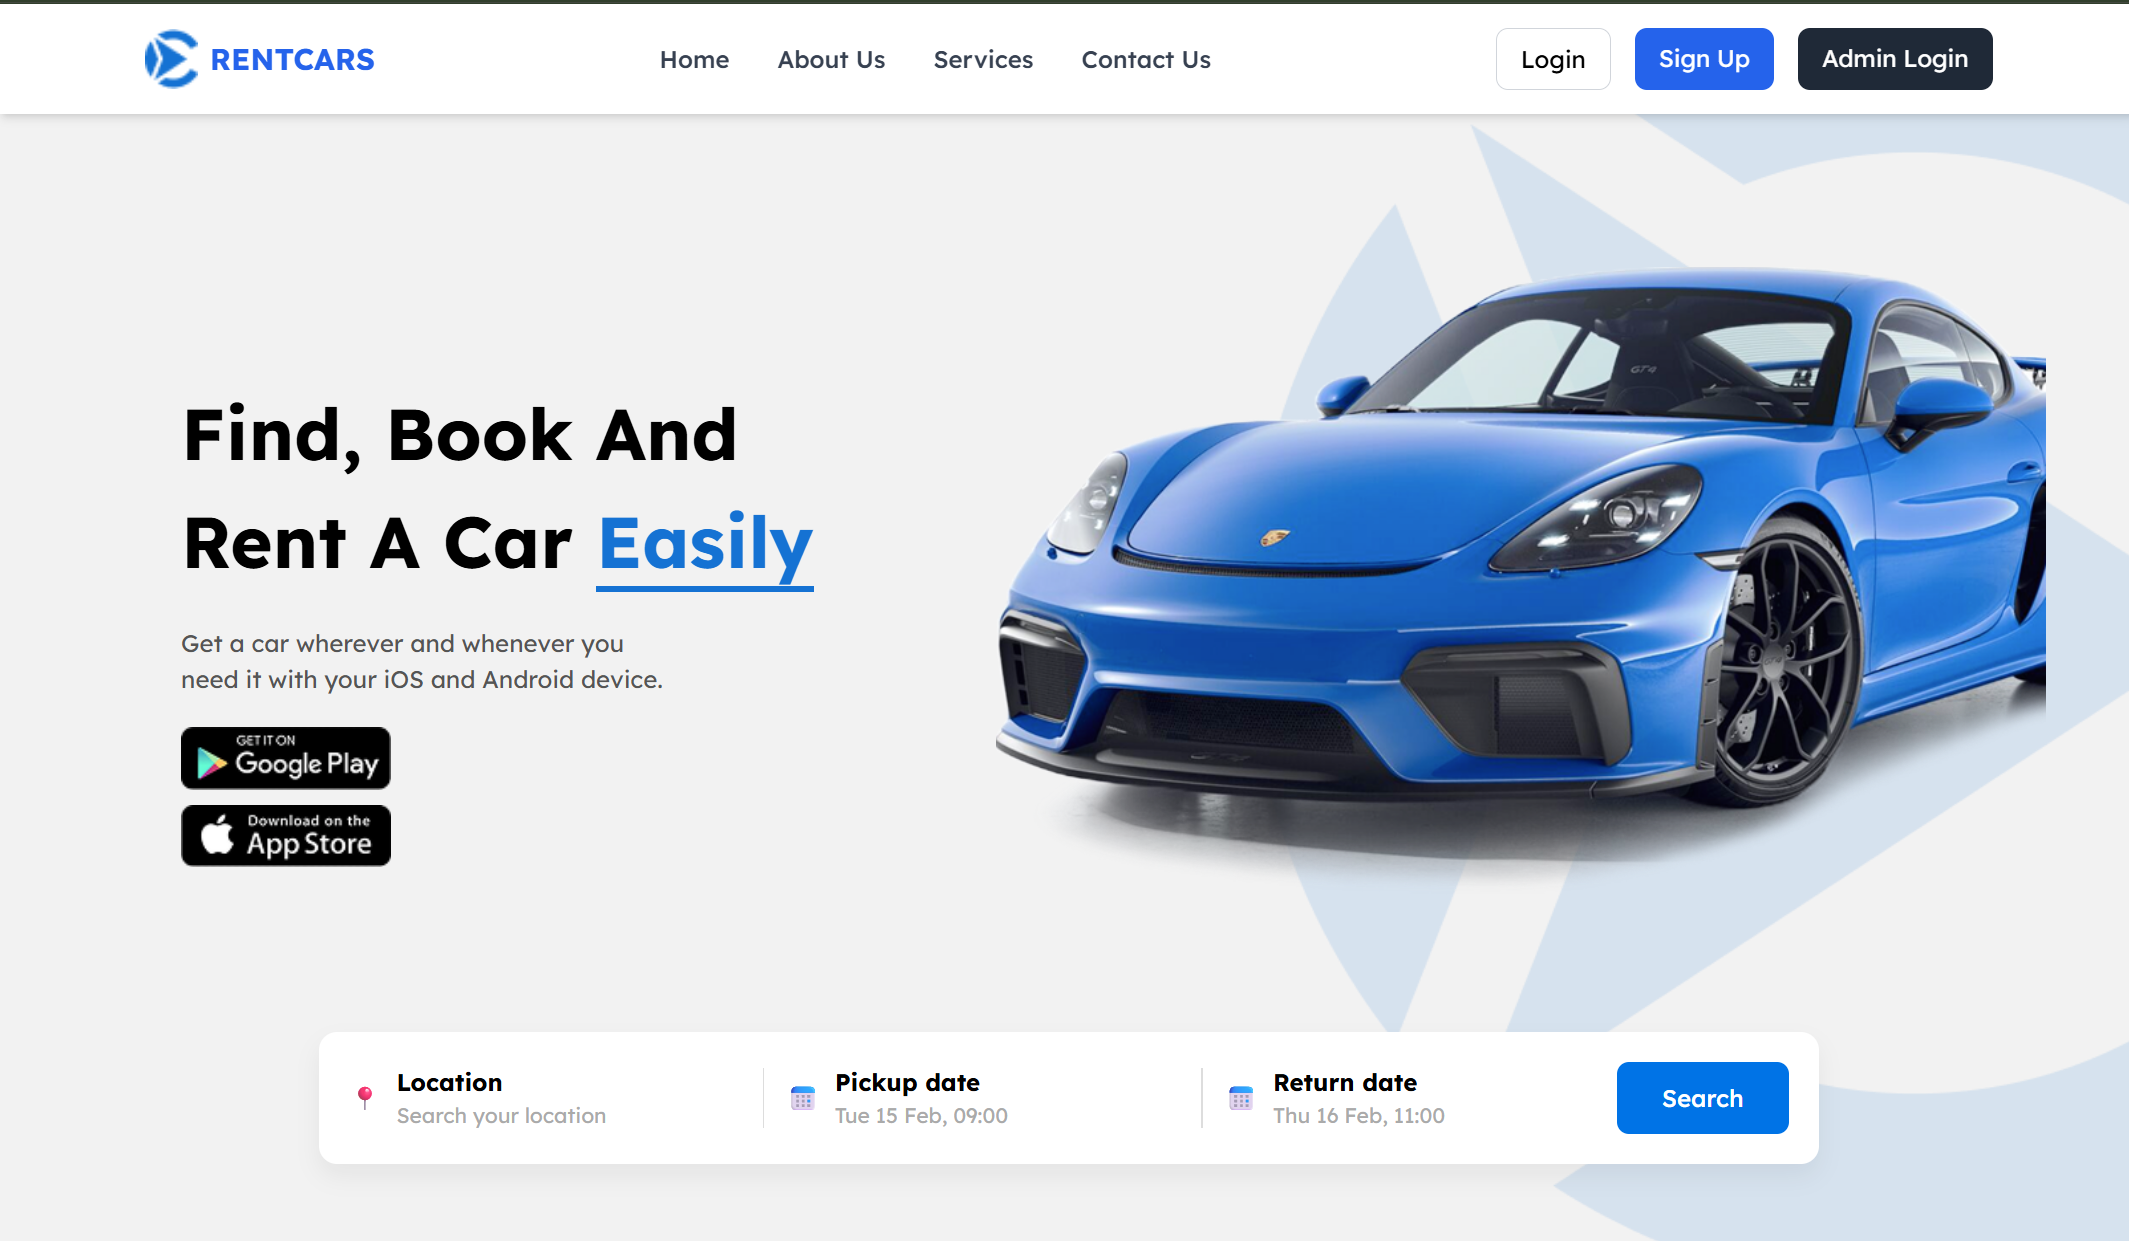 RENTCARS
Home
About Us
Services
Contact Us
Login
Sign Up
Admin Login
Find, Book And
Rent A Car Easily
Get a car wherever and whenever you
need it with your iOS and Android device.
GET IT ON
Google Play
Download on the
App Store
GT4
Location
Search your location
Pickup date
Tue 15 Feb, 09:00
Return date
Thu 16 Feb, 11:00
Search